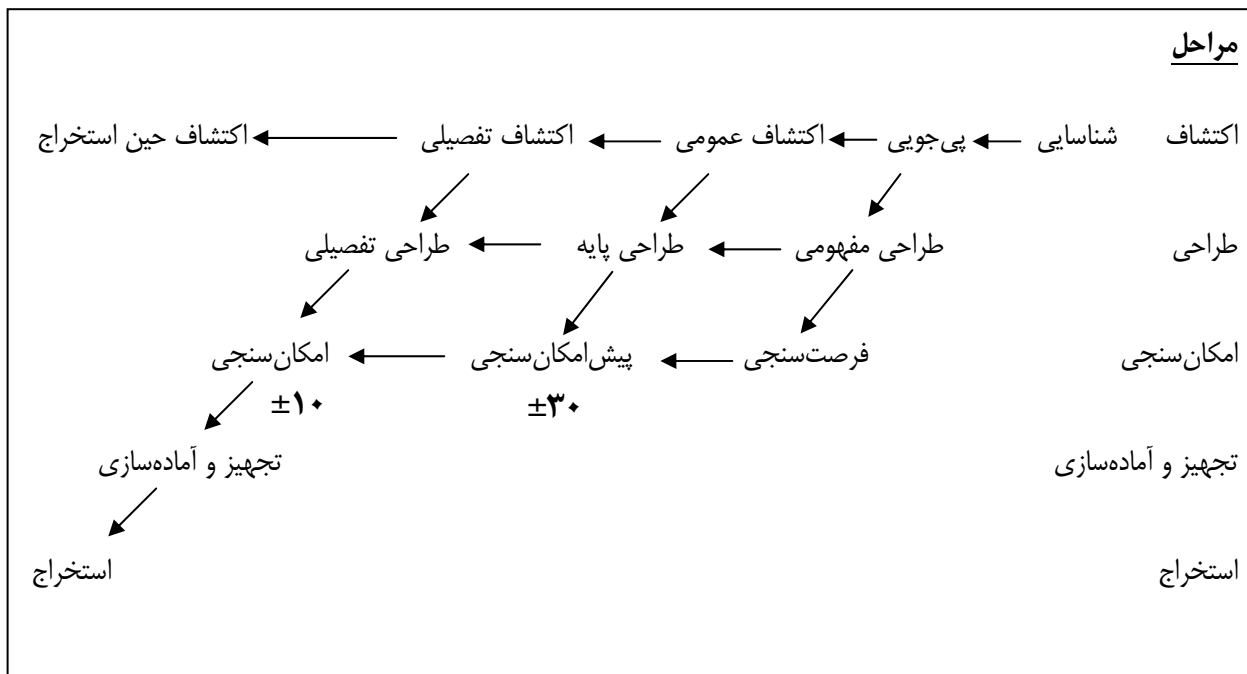 مراحل
اکتشاف شناسایی پی‌جویی اکتشاف عمومی اکتشاف تفصیلی اکتشاف حین استخراج
طراحی طراحی مفهومی طراحی پایه طراحی تفصیلی
امکان‌سنجی فرصت‌سنجی پیش‌امکان‌سنجی امکان‌سنجی
±۳۰ ±۱۰
تجهیز و آماده‌سازی تجهیز و آماده‌سازی
استخراج استخراج